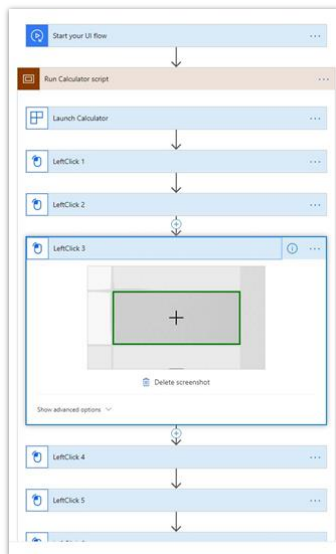 Start your UI flow
Run Calculator script
Launch Calculator
LeftClick 1
LeftClick 2
LeftClick 3
Delete screenshot
Show advanced options
LeftClick 4
LeftClick 5